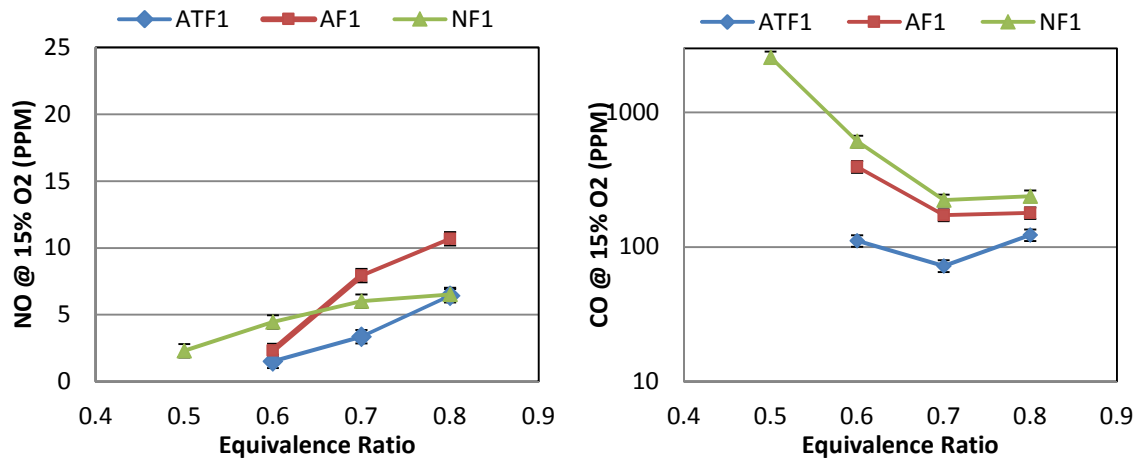 ATF1 AF1 NF1
NO @ 15% O2 (PPM)
25
20
15
10
5
0
0.4 0.5 0.6 0.7 0.8 0.9
Equivalence Ratio
ATF1 AF1 NF1
CO @ 15% O2 (PPM)
1000
100
10
0.4 0.5 0.6 0.7 0.8 0.9
Equivalence Ratio